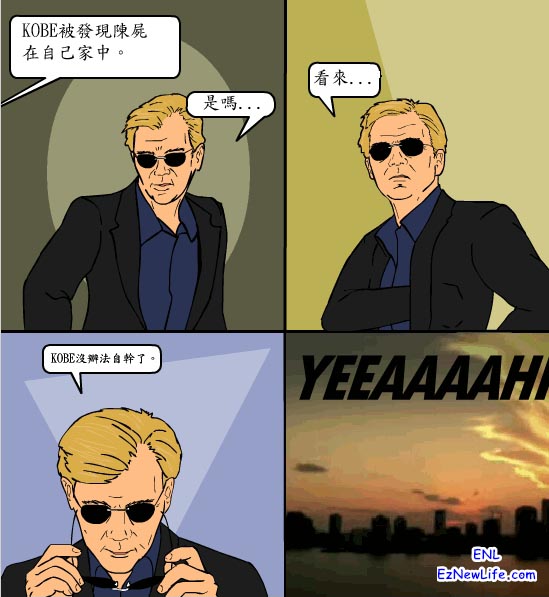 KOBE被發現陳屍
在自己家中。
是嗎...
看來...
KOBE沒辦法自幹了。
YEEAAAAHH
ENL
EzNewLife.com